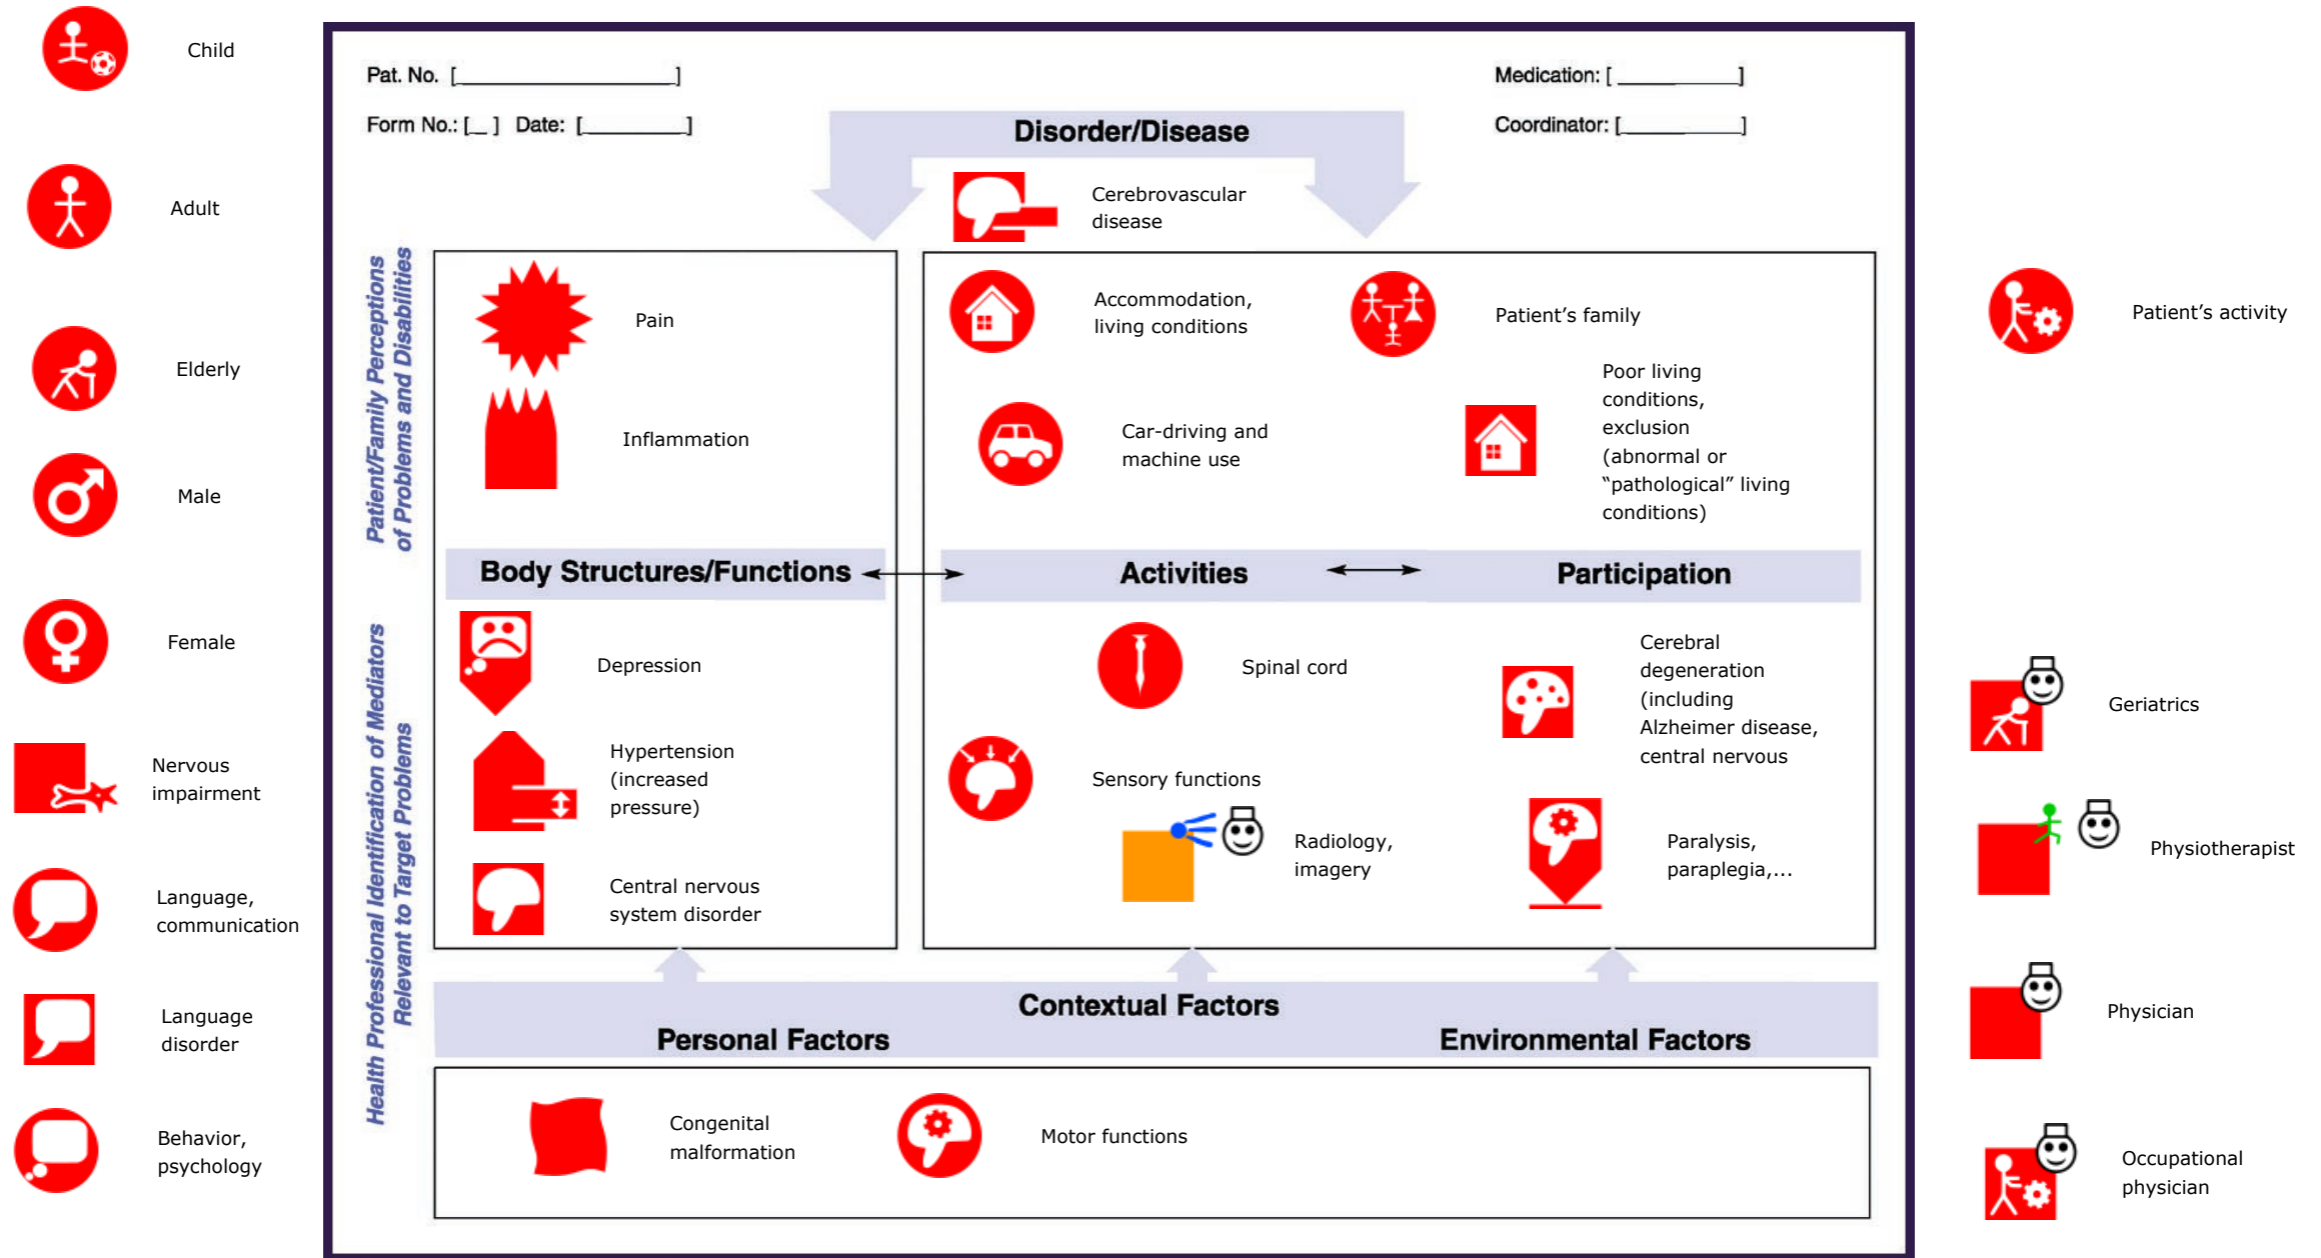 Child
Adult
Elderly
Male
Female
Nervous
impairment
Language,
communication
Language
disorder
Behavior,
psychology
Pat. No. [____________________]
Form No.: [__ ] Date: [__________]
Medication: [ ____________]
Coordinator: [____________]
Disorder/Disease
Cerebrovascular
disease
Patient/Family Perceptions
of Problems and Disabilities
Pain
Inflammation
Accommodation,
living conditions
Patient’s family
Car-driving and
machine use
Poor living
conditions,
exclusion
(abnormal or
“pathological” living
conditions)
Body Structures/Functions
Activities
Participation
Health Professional Identification of Mediators
Relevant to Target Problems
Depression
Hypertension
(increased
pressure)
Central nervous
system disorder
Spinal cord
Sensory functions
Radiology,
imagery
Cerebral
degeneration
(including
Alzheimer disease,
central nervous
Paralysis,
paraplegia,...
Contextual Factors
Personal Factors
Environmental Factors
Congenital
malformation
Motor functions
Patient’s activity
Geriatrics
Physiotherapist
Physician
Occupational
physician